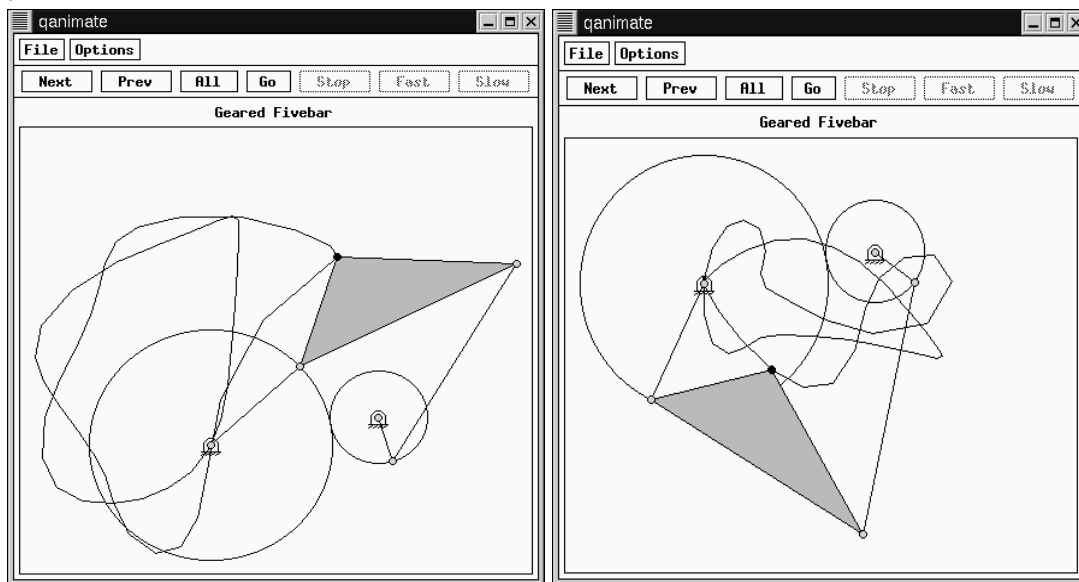 qanimate
File Options
Next Prev All Go Stop Fast Slow
Geared Fivebar
qanimate
File Options
Next Prev All Go Stop Fast Slow
Geared Fivebar